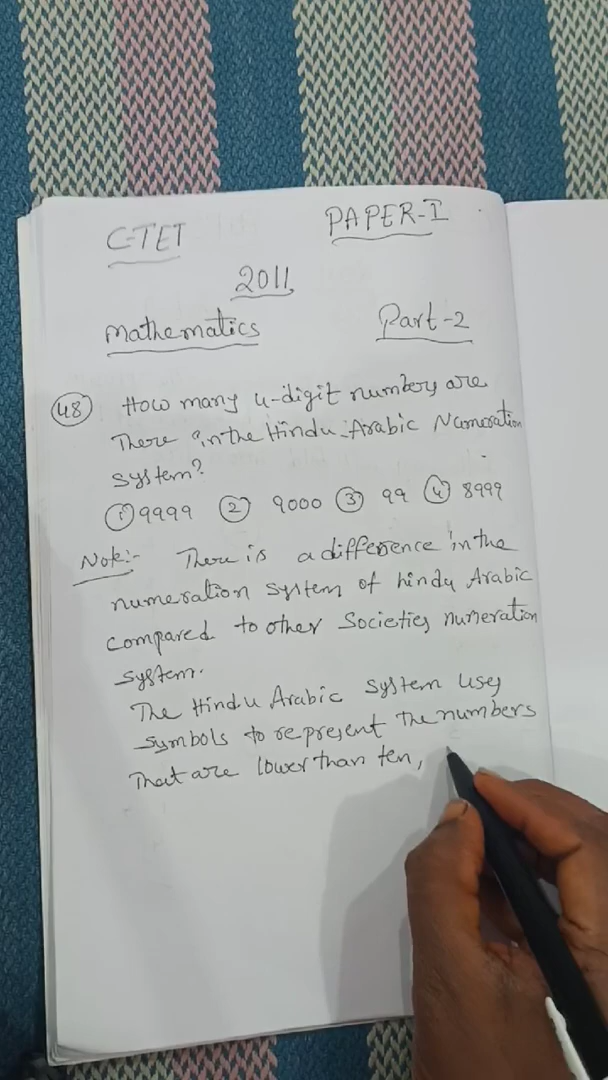 C-TET PAPER-I
2011
Mathematics Part-2
48 How many 4-digit numbers are
There in the Hindu-Arabic Numeration
system?
1 9999 2 9000 3 99 4 8999
Note:- There is a difference in the
numeration system of hindu Arabic
compared to other Societies numeration
system.
The Hindu Arabic system uses
symbols to represent the numbers
That are lower than ten,